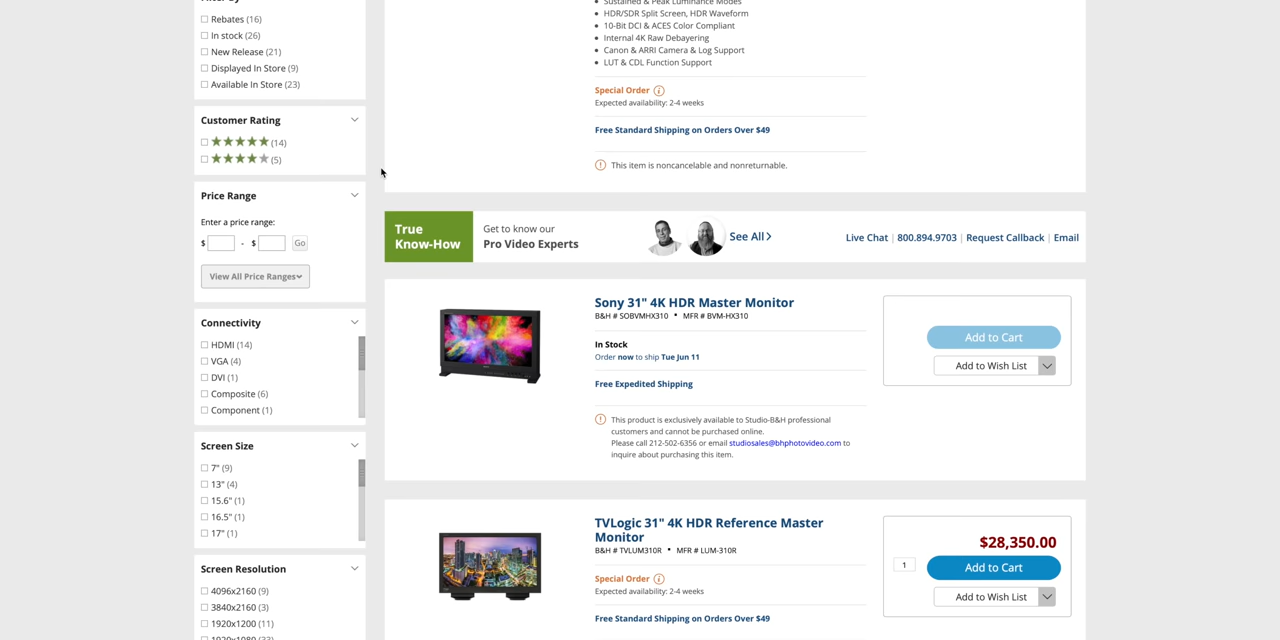 Rebates (16)
In stock (26)
New Release (21)
Displayed In Store (9)
Available In Store (23)
Customer Rating
(14)
(5)
Price Range
Enter a price range:
$ - $ Go
View All Price Ranges
Connectivity
HDMI (14)
VGA (4)
DVI (1)
Composite (6)
Component (1)
Screen Size
7" (9)
13" (4)
15.6" (1)
16.5" (1)
17" (1)
Screen Resolution
4096x2160 (9)
3840x2160 (3)
1920x1200 (11)
1920x1080 (33)
Sustained & Peak Luminance Modes
HDR/SDR Split Screen, HDR Waveform
10-Bit DCI & ACES Color Compliant
Internal 4K Raw Debayering
Canon & ARRI Camera & Log Support
LUT & CDL Function Support
Special Order
Expected availability: 2-4 weeks
Free Standard Shipping on Orders Over $49
This item is noncancelable and nonreturnable.
True
Know-How
Get to know our
Pro Video Experts
See All
Live Chat | 800.894.9703 | Request Callback | Email
Sony 31" 4K HDR Master Monitor
B&H # SOBVMHX310 • MFR # BVM-HX310
In Stock
Order now to ship Tue Jun 11
Free Expedited Shipping
This product is exclusively available to Studio-B&H professional
customers and cannot be purchased online.
Please call 212-502-6356 or email studiosales@bhphotovideo.com to
inquire about purchasing this item.
Add to Cart
Add to Wish List
TVLogic 31" 4K HDR Reference Master
Monitor
B&H # TVLUM310R • MFR # LUM-310R
Special Order
Expected availability: 2-4 weeks
Free Standard Shipping on Orders Over $49
$28,350.00
1 Add to Cart
Add to Wish List